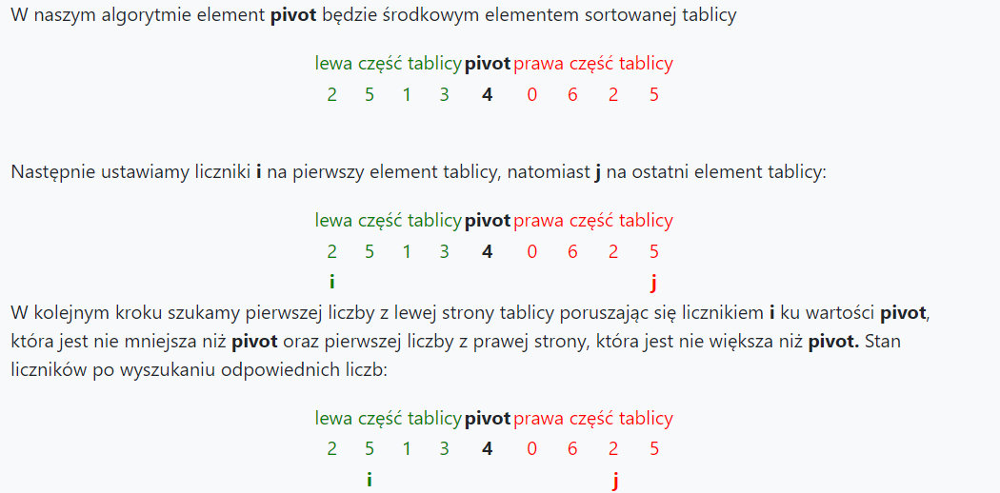 W naszym algorytmie element pivot będzie środkowym elementem sortowanej tablicy
lewa część tablicy pivot prawa część tablicy
2 5 1 3 4 0 6 2 5
Następnie ustawiamy liczniki i na pierwszy element tablicy, natomiast j na ostatni element tablicy:
lewa część tablicy pivot prawa część tablicy
2 5 1 3 4 0 6 2 5
i j
W kolejnym kroku szukamy pierwszej liczby z lewej strony tablicy poruszając się licznikiem i ku wartości pivot,
która jest nie mniejsza niż pivot oraz pierwszej liczby z prawej strony, która jest nie większa niż pivot. Stan
liczników po wyszukaniu odpowiednich liczb:
lewa część tablicy pivot prawa część tablicy
2 5 1 3 4 0 6 2 5
i j